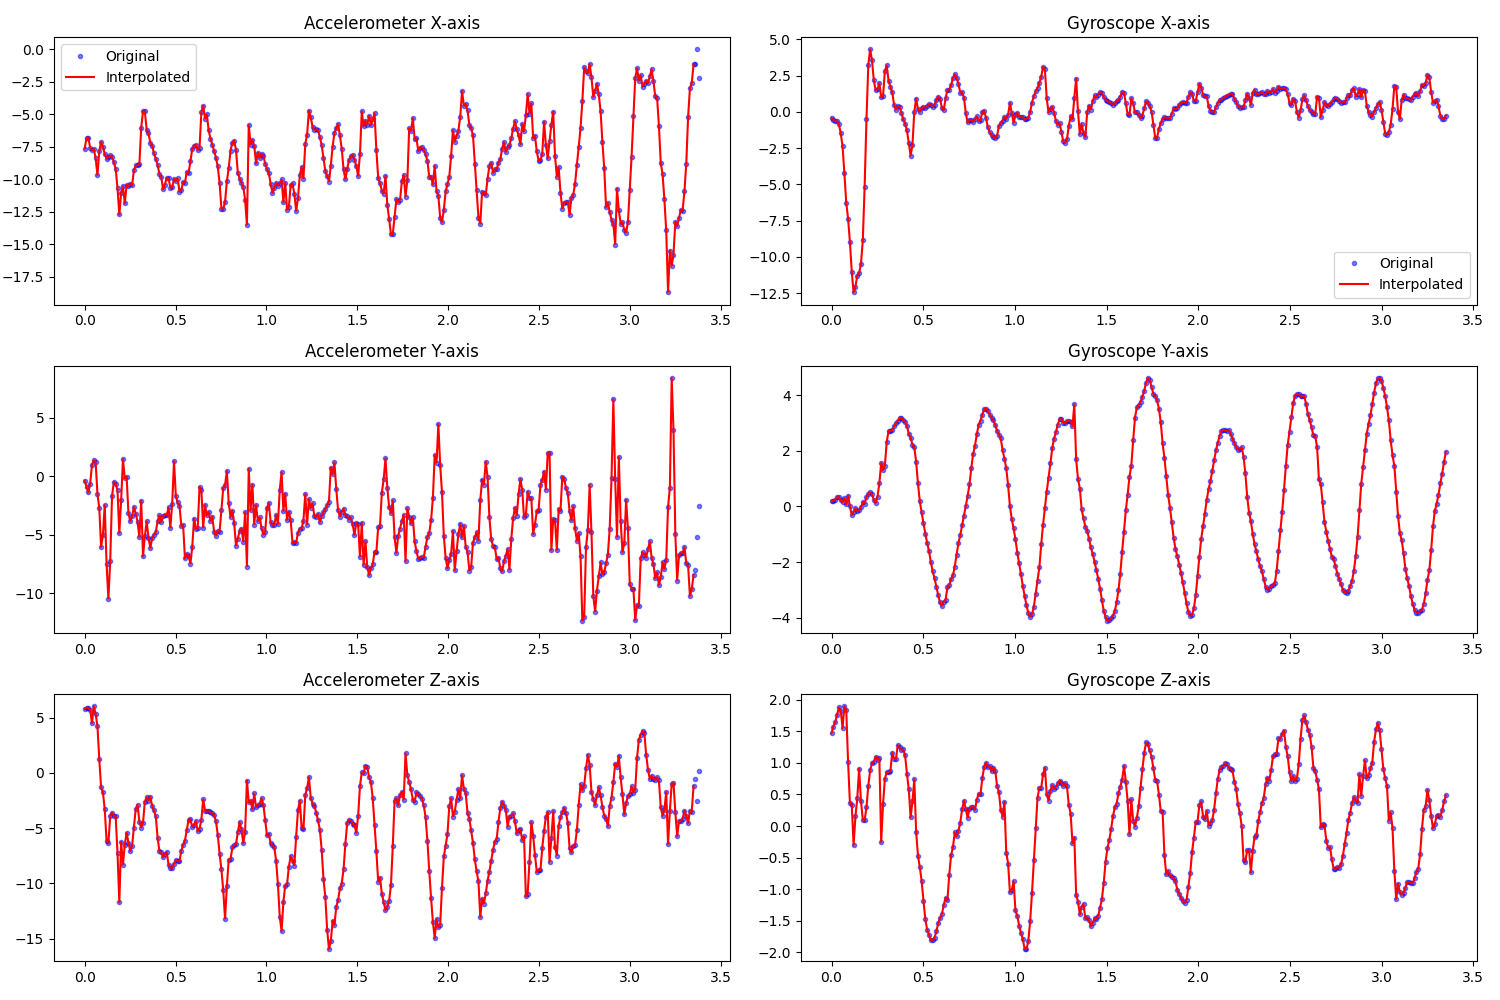 Accelerometer X-axis
0.0
−2.5
−5.0
−7.5
−10.0
−12.5
−15.0
−17.5
Original
Interpolated
0.0 0.5 1.0 1.5 2.0 2.5 3.0 3.5
Gyroscope X-axis
5.0
2.5
0.0
−2.5
−5.0
−7.5
−10.0
−12.5
Original
Interpolated
0.0 0.5 1.0 1.5 2.0 2.5 3.0 3.5
Accelerometer Y-axis
5
0
−5
−10
0.0 0.5 1.0 1.5 2.0 2.5 3.0 3.5
Gyroscope Y-axis
4
2
0
−2
−4
0.0 0.5 1.0 1.5 2.0 2.5 3.0 3.5
Accelerometer Z-axis
5
0
−5
−10
−15
0.0 0.5 1.0 1.5 2.0 2.5 3.0 3.5
Gyroscope Z-axis
2.0
1.5
1.0
0.5
0.0
−0.5
−1.0
−1.5
−2.0
0.0 0.5 1.0 1.5 2.0 2.5 3.0 3.5